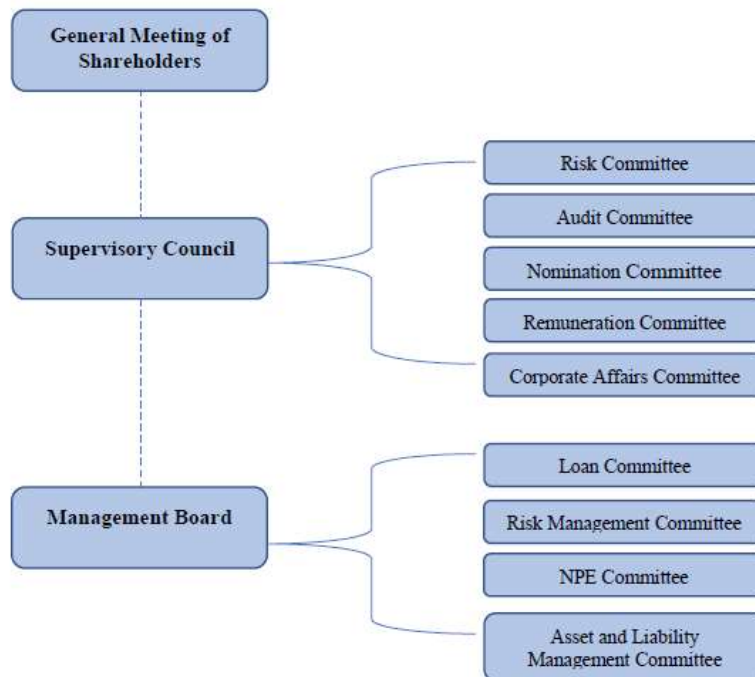 General Meeting of
Shareholders
Risk Committee
Audit Committee
Supervisory Council
Nomination Committee
Remuneration Committee
Corporate Affairs Committee
Loan Committee
Management Board
Risk Management Committee
NPE Committee
Asset and Liability
Management Committee